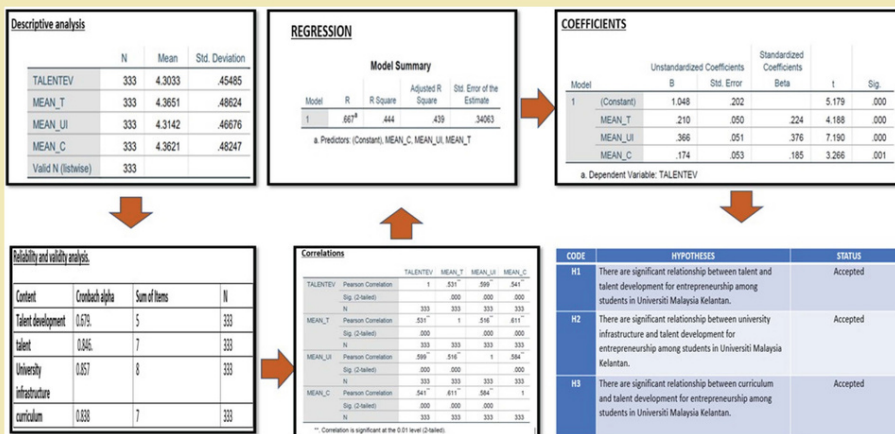 Descriptive analysis
N Mean Std. Deviation
TALENTEV 333 4.3033 .45485
MEAN_T 333 4.3651 .48624
MEAN_UI 333 4.3142 .46676
MEAN_C 333 4.3621 .48247
Valid N (listwise) 333
Reliability and validity analysis.
Content Cronbach alpha Sum of Items N
Talent development 0.679. 5 333
talent 0.846. 7 333
University 0.857 8 333
infrastructure
curriculum 0.838 7 333
Correlations
TALENTEV MEAN_T MEAN_UI MEAN_C
TALENTEV Pearson Correlation 1 .531** .599** .541**
Sig. (2-tailed) .000 .000 .000
N 333 333 333 333
MEAN_T Pearson Correlation .531** 1 .516** .611**
Sig. (2-tailed) .000 .000 .000
N 333 333 333 333
MEAN_UI Pearson Correlation .599** .516** 1 .584**
Sig. (2-tailed) .000 .000 .000
N 333 333 333 333
MEAN_C Pearson Correlation .541** .611** .584** 1
Sig. (2-tailed) .000 .000 .000
N 333 333 333 333
**. Correlation is significant at the 0.01 level (2-tailed).
REGRESSION
Model Summary
Adjusted R Std. Error of the
Model R R Square Square Estimate
1 .667a .444 .439 .34063
a. Predictors: (Constant), MEAN_C, MEAN_UI, MEAN_T
COEFFICIENTS
Standardized
Unstandardized Coefficients Coefficients
Model B Std. Error Beta t Sig.
1 (Constant) 1.048 .202 5.179 .000
MEAN_T .210 .050 .224 4.188 .000
MEAN_UI .366 .051 .376 7.190 .000
MEAN_C .174 .053 .185 3.266 .001
a. Dependent Variable: TALENTEV
CODE HYPOTHESES STATUS
H1 There are significant relationship between talent and Accepted
talent development for entrepreneurship among
students in Universiti Malaysia Kelantan.
H2 There are significant relationship between university Accepted
infrastructure and talent development for
entrepreneurship among students in Universiti Malaysia
Kelantan.
H3 There are significant relationship between curriculum Accepted
and talent development for entrepreneurship among
students in Universiti Malaysia Kelantan.